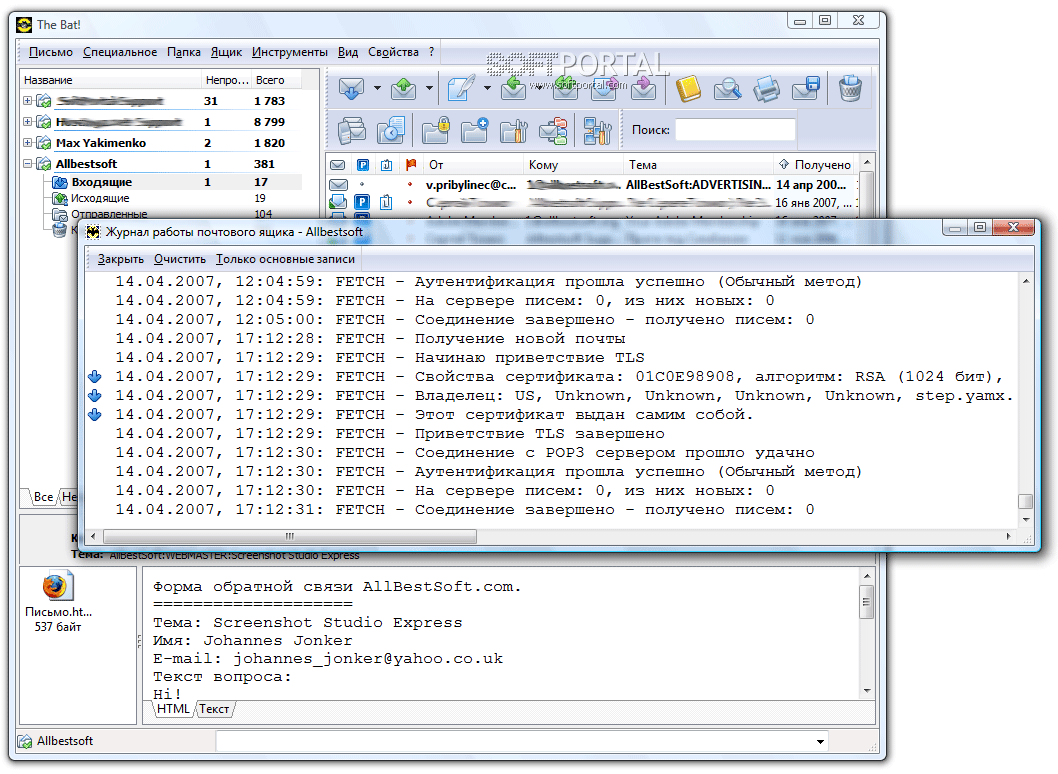 The Bat!
Письмо Специальное Папка Ящик Инструменты Вид Свойства ?
SOFTPORTAL
www.softportal.com
Название Непро... Всего
31 1 783
1 8 799
Max Yakimenko 2 1 820
Allbestsoft 1 381
Входящие 1 17
Исходящие 19
Отправленные 104
Поиск:
От Кому Тема Получено
v.pribylinec@c... AllBestSoft:ADVERTISIN... 14 апр 200...
16 янв 2007, ...
Журнал работы почтового ящика - Allbestsoft
Закрыть Очистить Только основные записи
14.04.2007, 12:04:59: FETCH - Аутентификация прошла успешно (Обычный метод)
14.04.2007, 12:04:59: FETCH - На сервере писем: 0, из них новых: 0
14.04.2007, 12:05:00: FETCH - Соединение завершено - получено писем: 0
14.04.2007, 17:12:28: FETCH - Получение новой почты
14.04.2007, 17:12:29: FETCH - Начинаю приветствие TLS
14.04.2007, 17:12:29: FETCH - Свойства сертификата: 01C0E98908, алгоритм: RSA (1024 бит),
14.04.2007, 17:12:29: FETCH - Владелец: US, Unknown, Unknown, Unknown, Unknown, step.yamx.
14.04.2007, 17:12:29: FETCH - Этот сертификат выдан самим собой.
14.04.2007, 17:12:29: FETCH - Приветствие TLS завершено
14.04.2007, 17:12:30: FETCH - Соединение с POP3 сервером прошло удачно
14.04.2007, 17:12:30: FETCH - Аутентификация прошла успешно (Обычный метод)
14.04.2007, 17:12:30: FETCH - На сервере писем: 0, из них новых: 0
14.04.2007, 17:12:31: FETCH - Соединение завершено - получено писем: 0
Все Не
Тема: AllBestSoft:WEBMASTER:Screenshot Studio Express
Письмо.ht...
537 байт
Форма обратной связи AllBestSoft.com.
====================
Тема: Screenshot Studio Express
Имя: Johannes Jonker
E-mail: johannes_jonker@yahoo.co.uk
Текст вопроса:
Hi!
HTML Текст
Allbestsoft